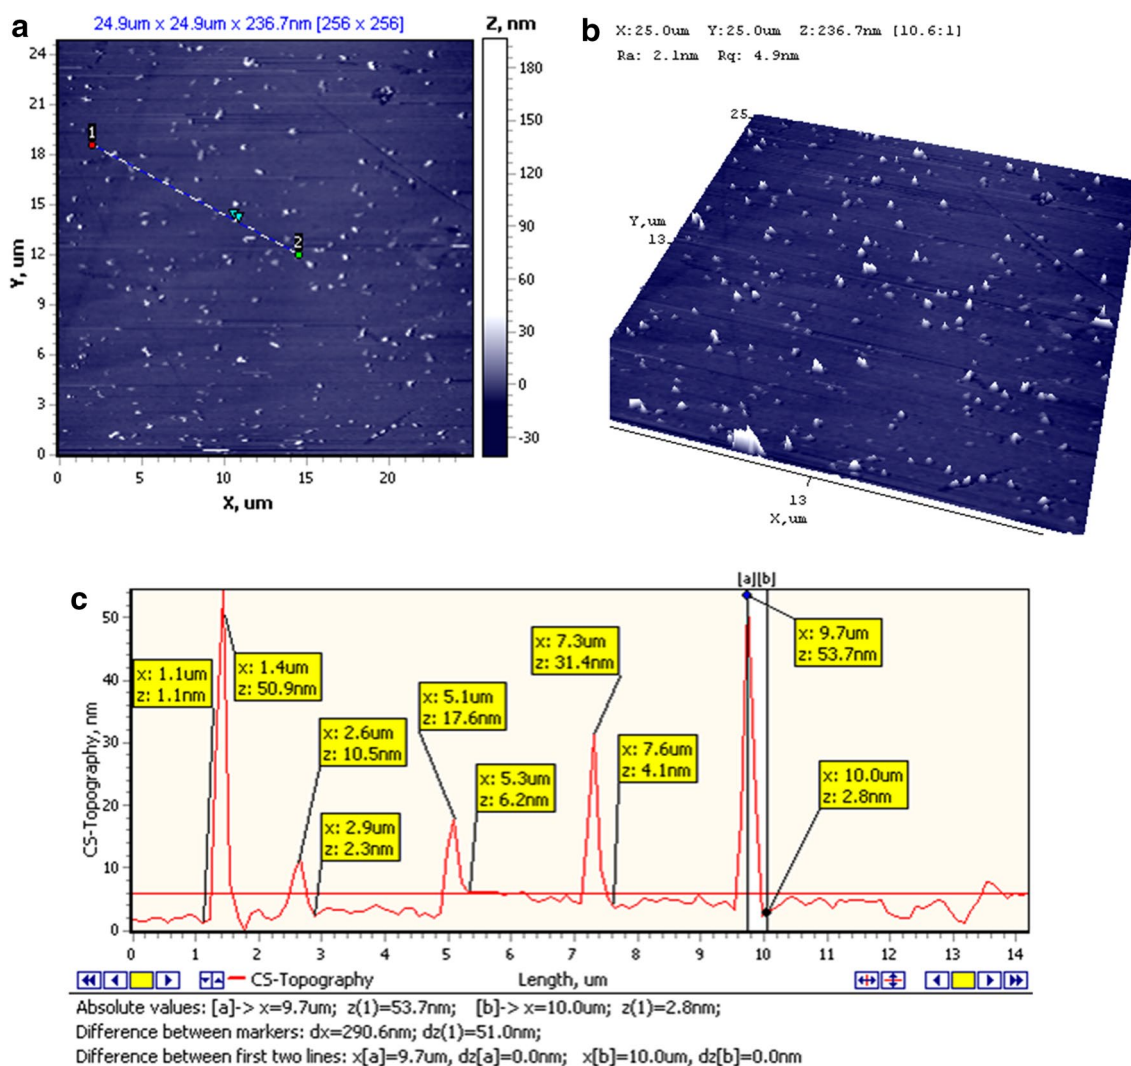 a
24.9um x 24.9um x 236.7nm [256 x 256]
Z, nm
24
21
18
15
12
9
6
3
0
Y, um
1
2
0
5
10
15
20
X, um
180
150
120
90
60
30
0
-30
b
X:25.0um Y:25.0um Z:236.7nm [10.6:1]
Ra: 2.1nm Rq: 4.9nm
25
Y,um
13
13
X,um
c
[a][b]
CS-Topography, nm
50
40
30
20
10
0
x: 1.1um
z: 1.1nm
x: 1.4um
z: 50.9nm
x: 2.6um
z: 10.5nm
x: 2.9um
z: 2.3nm
x: 5.1um
z: 17.6nm
x: 5.3um
z: 6.2nm
x: 7.3um
z: 31.4nm
x: 7.6um
z: 4.1nm
x: 9.7um
z: 53.7nm
x: 10.0um
z: 2.8nm
0 1 2 3 4 5 6 7 8 9 10 11 12 13 14
CS-Topography
Length, um
Absolute values: [a]-> x=9.7um; z(1)=53.7nm; [b]-> x=10.0um; z(1)=2.8nm;
Difference between markers: dx=290.6nm; dz(1)=51.0nm;
Difference between first two lines: x[a]=9.7um, dz[a]=0.0nm; x[b]=10.0um, dz[b]=0.0nm